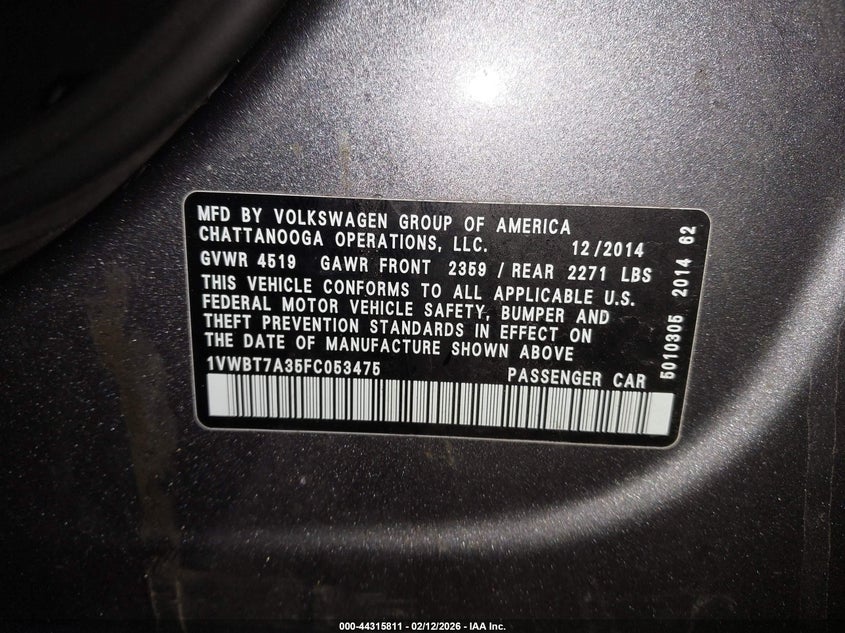 MFD BY VOLKSWAGEN GROUP OF AMERICA
CHATTANOOGA OPERATIONS, LLC. 12/2014
GVWR 4519 GAWR FRONT 2359 / REAR 2271 LBS
THIS VEHICLE CONFORMS TO ALL APPLICABLE U.S.
FEDERAL MOTOR VEHICLE SAFETY, BUMPER AND
THEFT PREVENTION STANDARDS IN EFFECT ON
THE DATE OF MANUFACTURE SHOWN ABOVE
1VWBT7A35FC053475 PASSENGER CAR
5010305 2014 62
000-44315811 - 02/12/2026 - IAA Inc.